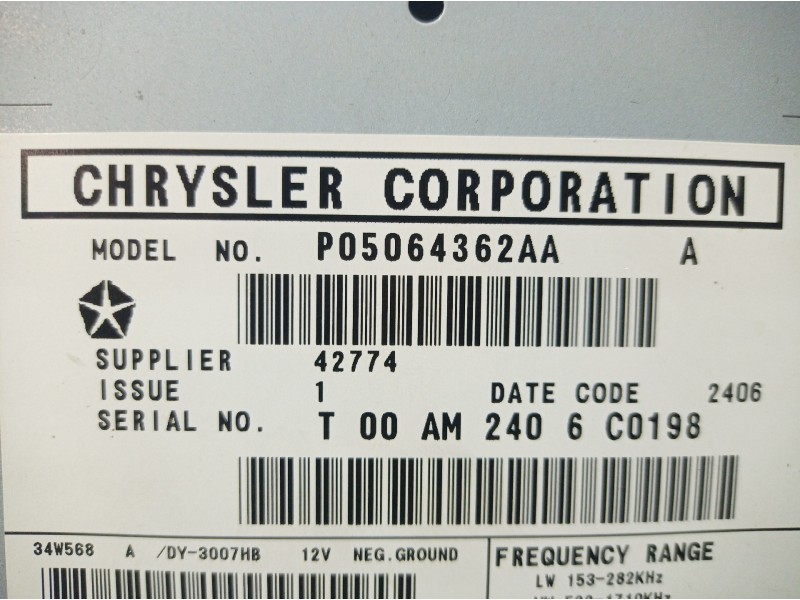 CHRYSLER CORPORATION
MODEL NO. P05064362AA A
SUPPLIER 42774
ISSUE 1 DATE CODE 2406
SERIAL NO. T 00 AM 240 6 C0198
34W568 A /DY-3007HB 12V NEG.GROUND
FREQUENCY RANGE
LW 153-282KHz